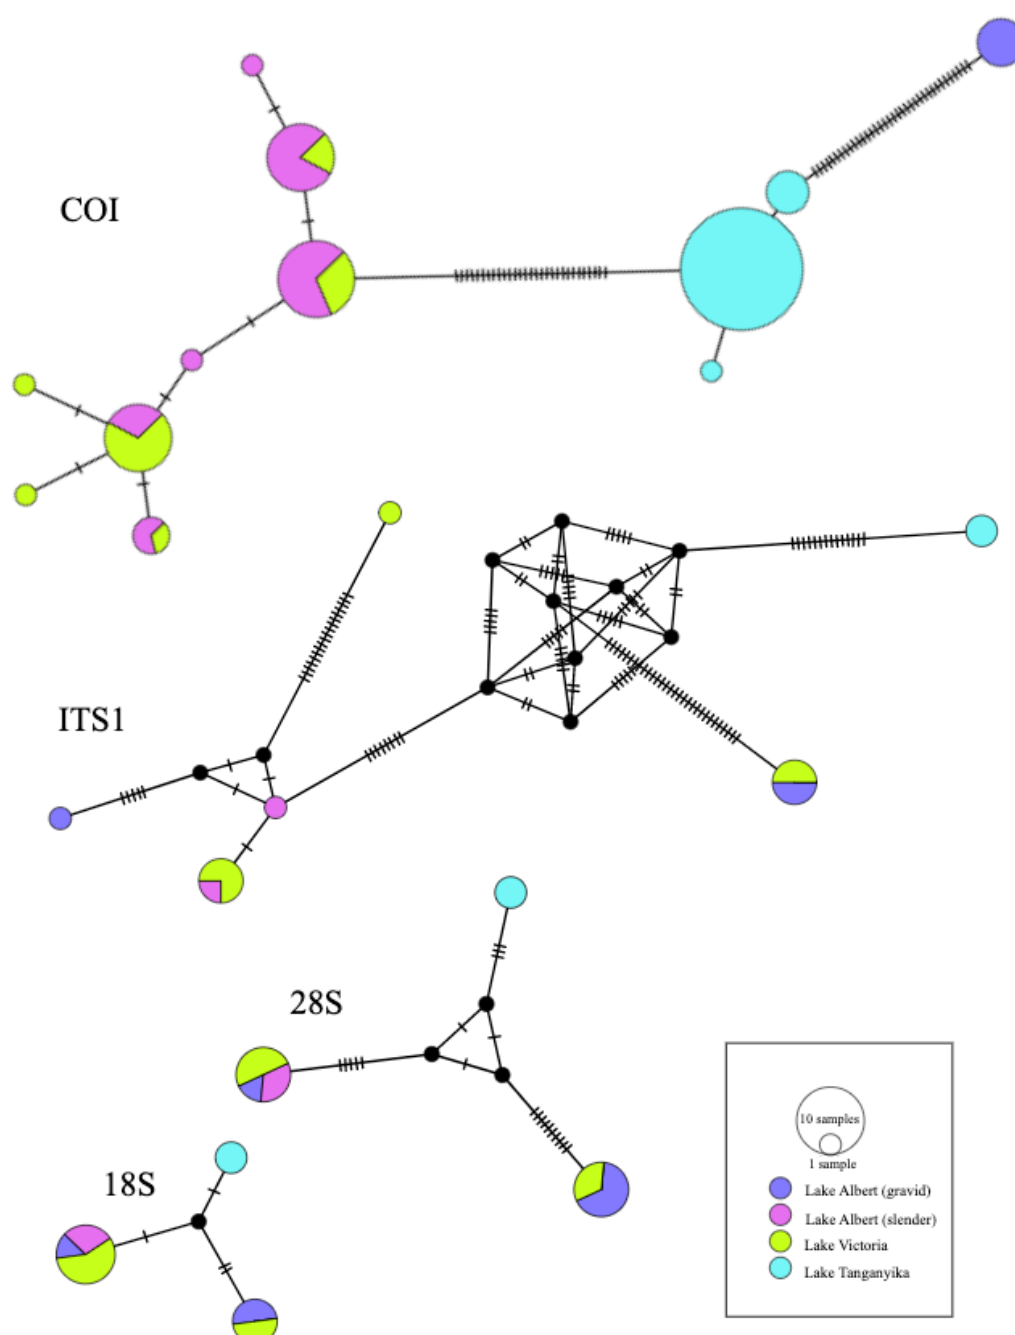 COI
ITS1
28S
18S
10 samples
1 sample
Lake Albert (gravid)
Lake Albert (slender)
Lake Victoria
Lake Tanganyika